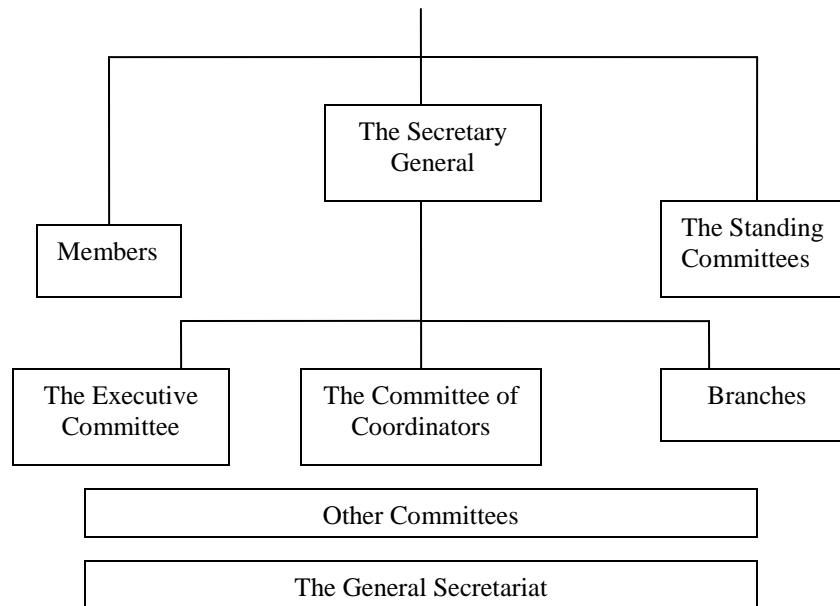 The Secretary
General
Members
The Standing
Committees
The Executive
Committee
The Committee of
Coordinators
Branches
Other Committees
The General Secretariat